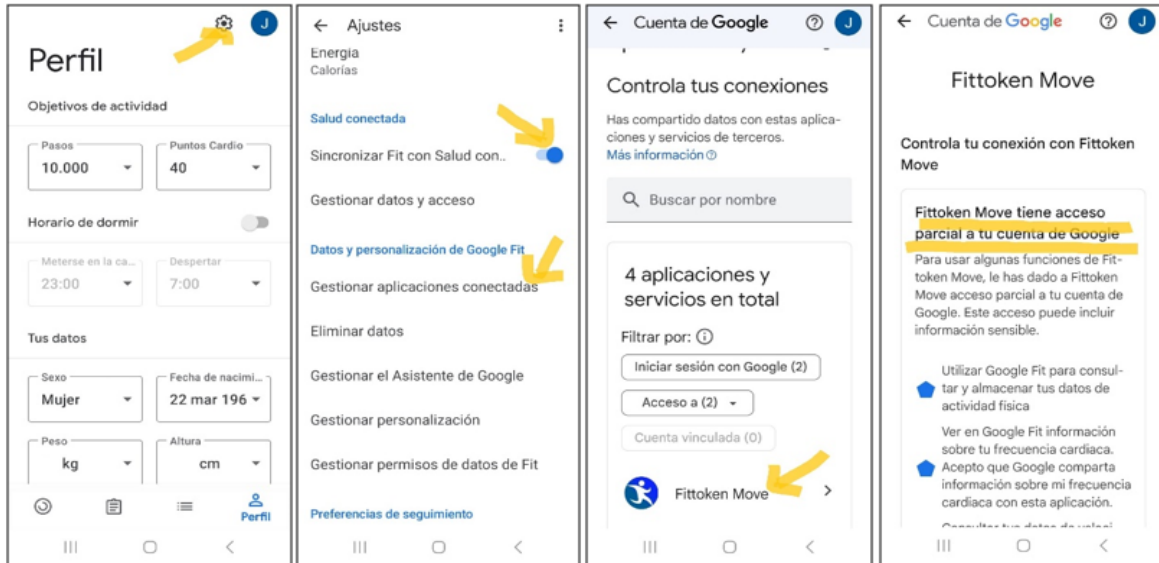 J
Perfil
Objetivos de actividad
Pasos
10.000
Puntos Cardio
40
Horario de dormir
Meterse en la ca...
23:00
Despertar
7:00
Tus datos
Sexo
Mujer
Fecha de nacimi...
22 mar 196
Peso
kg
Altura
cm
Perfil
Ajustes
Energía
Calorías
Salud conectada
Sincronizar Fit con Salud con..
Gestionar datos y acceso
Datos y personalización de Google Fit
Gestionar aplicaciones conectadas
Eliminar datos
Gestionar el Asistente de Google
Gestionar personalización
Gestionar permisos de datos de Fit
Preferencias de seguimiento
Cuenta de Google
J
Controla tus conexiones
Has compartido datos con estas aplica-
ciones y servicios de terceros.
Más información
Buscar por nombre
4 aplicaciones y
servicios en total
Filtrar por:
Iniciar sesión con Google (2)
Acceso a (2)
Cuenta vinculada (0)
Fittoken Move
Cuenta de Google
J
Fittoken Move
Controla tu conexión con Fittoken
Move
Fittoken Move tiene acceso
parcial a tu cuenta de Google
Para usar algunas funciones de Fit-
token Move, le has dado a Fittoken
Move acceso parcial a tu cuenta de
Google. Este acceso puede incluir
información sensible.
Utilizar Google Fit para consul-
tar y almacenar tus datos de
actividad física
Ver en Google Fit información
sobre tu frecuencia cardiaca.
Acepto que Google comparta
información sobre mi frecuencia
cardiaca con esta aplicación.
Consultar tus datos de